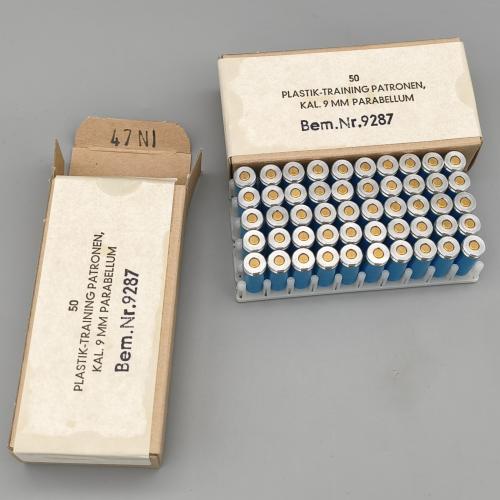 50
PLASTIK-TRAINING PATRONEN,
KAL. 9 MM PARABELLUM
Bem.Nr.9287
47 NI
50
PLASTIK-TRAINING PATRONEN,
KAL. 9 MM PARABELLUM
Bem.Nr.9287